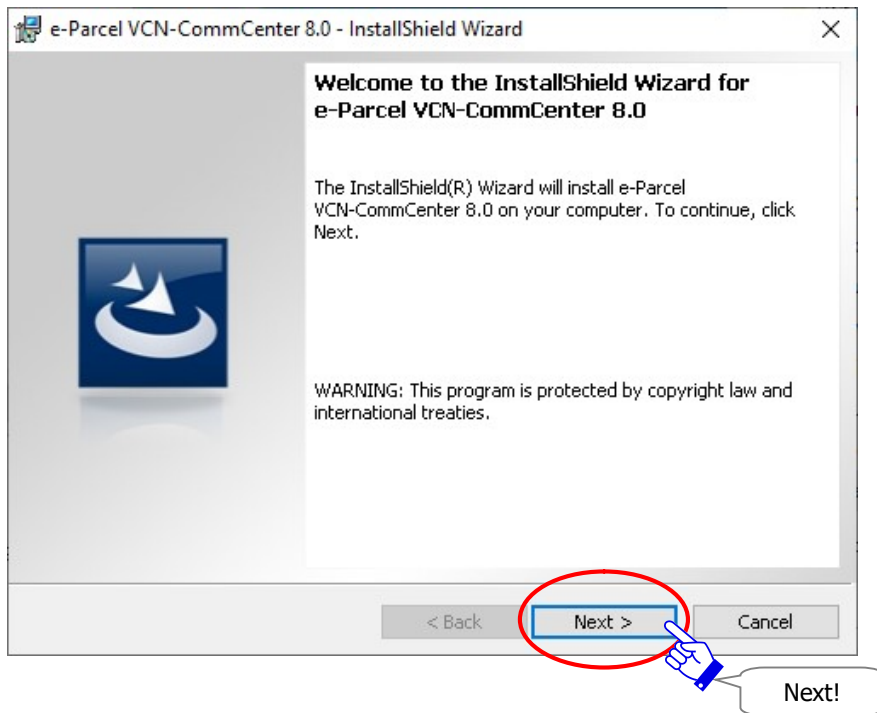 e-Parcel VCN-CommCenter 8.0 - InstallShield Wizard
Welcome to the InstallShield Wizard for
e-Parcel VCN-CommCenter 8.0
The InstallShield(R) Wizard will install e-Parcel
VCN-CommCenter 8.0 on your computer. To continue, click
Next.
WARNING: This program is protected by copyright law and
international treaties.
< Back Next > Cancel
Next!